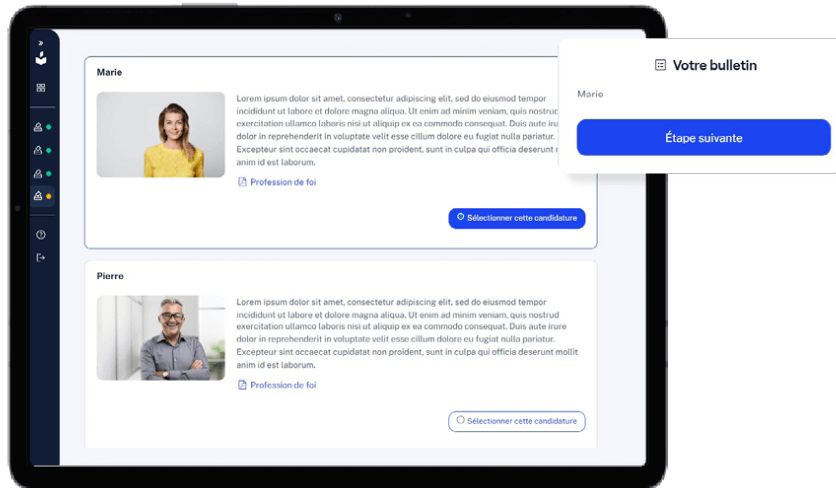 Marie
Lorem ipsum dolor sit amet, consectetur adipiscing elit, sed do eiusmod tempor
incididunt ut labore et dolore magna aliqua. Ut enim ad minim veniam, quis nostrud
exercitation ullamco laboris nisi ut aliquip ex ea commodo consequat. Duis aute
dolor in reprehenderit in voluptate velit esse cillum dolore eu fugiat nulla pariatur.
Excepteur sint occaecat cupidatat non proident, sunt in culpa qui officia deserunt
anim id est laborum.
Profession de foi
Sélectionner cette candidature
Votre bulletin
Marie
Étape suivante
Pierre
Lorem ipsum dolor sit amet, consectetur adipiscing elit, sed do eiusmod tempor
incididunt ut labore et dolore magna aliqua. Ut enim ad minim veniam, quis nostrud
exercitation ullamco laboris nisi ut aliquip ex ea commodo consequat. Duis aute irure
dolor in reprehenderit in voluptate velit esse cillum dolore eu fugiat nulla pariatur.
Excepteur sint occaecat cupidatat non proident, sunt in culpa qui officia deserunt mollit
anim id est laborum.
Profession de foi
Sélectionner cette candidature